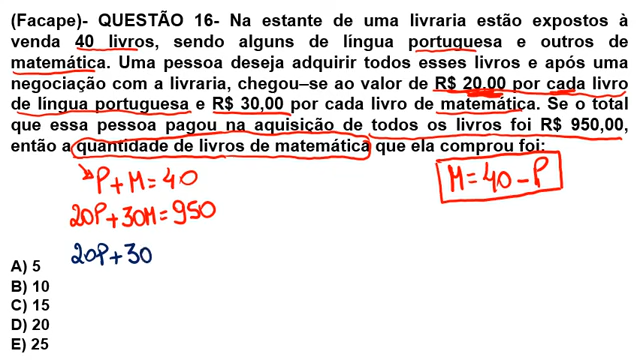 (Facape)- QUESTÃO 16- Na estante de uma livraria estão expostos à
venda 40 livros, sendo alguns de língua portuguesa e outros de
matemática. Uma pessoa deseja adquirir todos esses livros e após uma
negociação com a livraria, chegou–se ao valor de R$ 20,00 por cada livro
de língua portuguesa e R$ 30,00 por cada livro de matemática. Se o total
que essa pessoa pagou na aquisição de todos os livros foi R$ 950,00,
então a quantidade de livros de matemática que ela comprou foi:
P+M=40
M=40-P
20P+30M=950
20P+30
A) 5
B) 10
C) 15
D) 20
E) 25